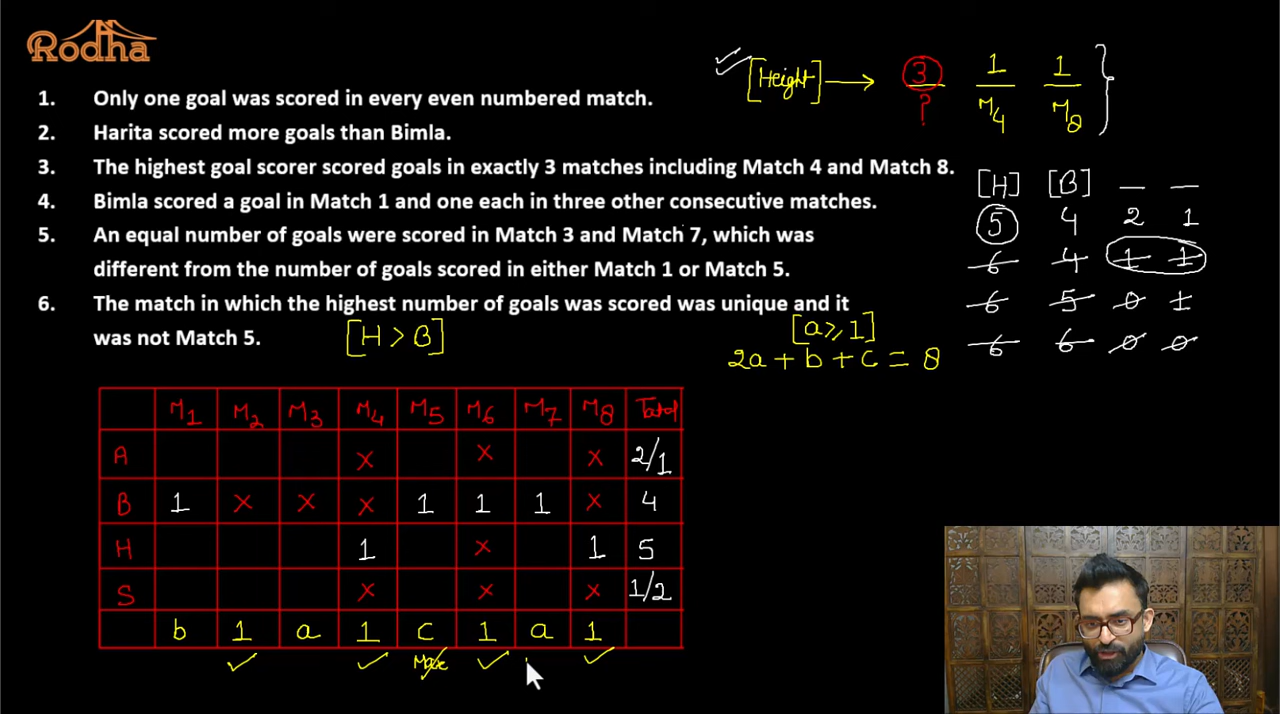 Rodha
[Height] → 3/? 1/M4 1/M8
1. Only one goal was scored in every even numbered match.
2. Harita scored more goals than Bimla.
3. The highest goal scorer scored goals in exactly 3 matches including Match 4 and Match 8.
4. Bimla scored a goal in Match 1 and one each in three other consecutive matches.
5. An equal number of goals were scored in Match 3 and Match 7, which was
different from the number of goals scored in either Match 1 or Match 5.
6. The match in which the highest number of goals was scored was unique and it
was not Match 5.
[H > B]
[a ≥ 1]
2a + b + c = 8
[H] [B] _ _
5 4 2 1
6 4 1 1
6 5 0 1
6 6 0 0
M1 M2 M3 M4 M5 M6 M7 M8 Total
A x x x 2/1
B 1 x x x 1 1 1 x 4
H 1 x 1 5
S x x x 1/2
b 1 a 1 c 1 a 1
Max